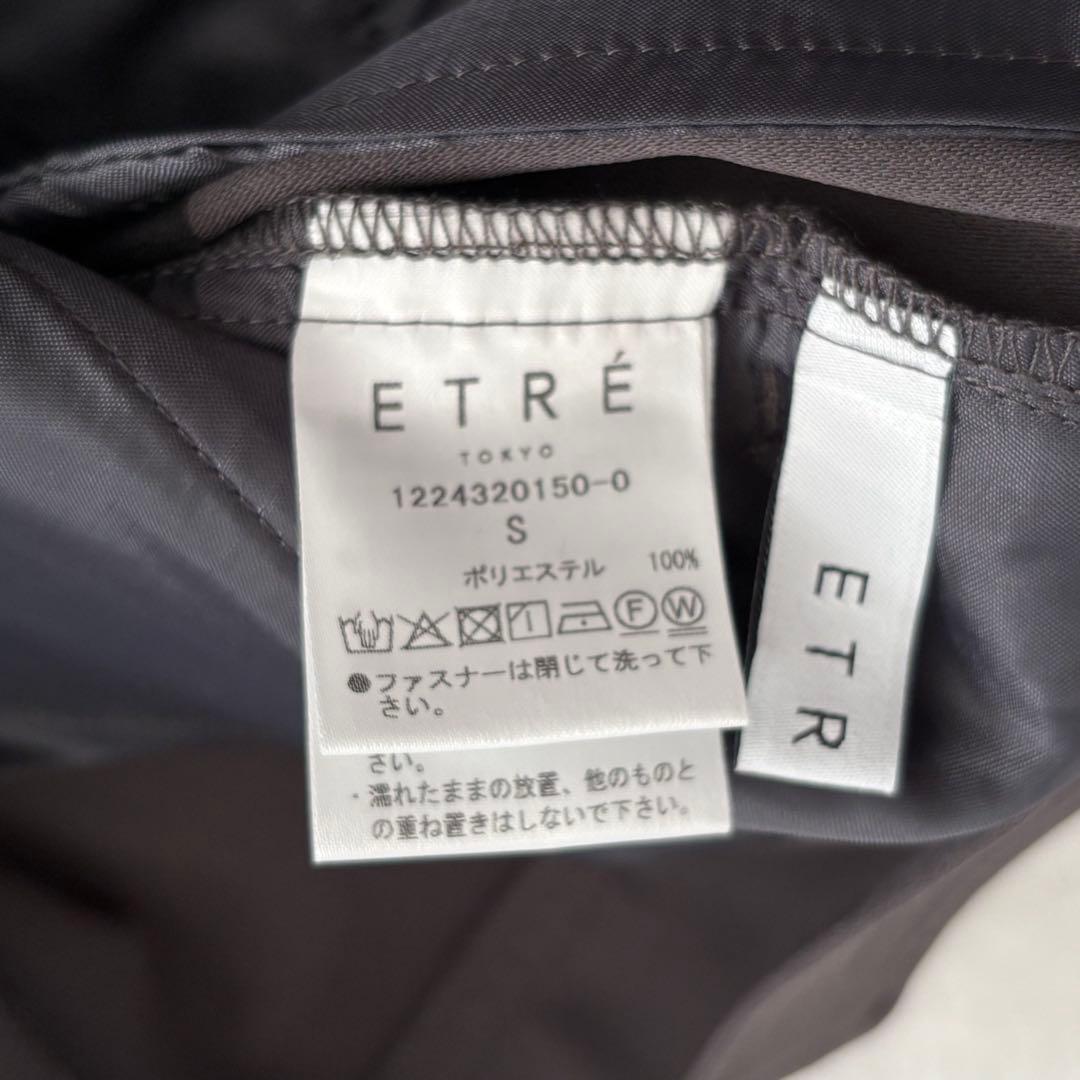 ETRÉ
TOKYO
1224320150-0
S
ポリエステル 100%
F W
●ファスナーは閉じて洗って下
さい。
さい。
・濡れたままの放置、他のものと
の重ね置きはしないで下さい。
ETR